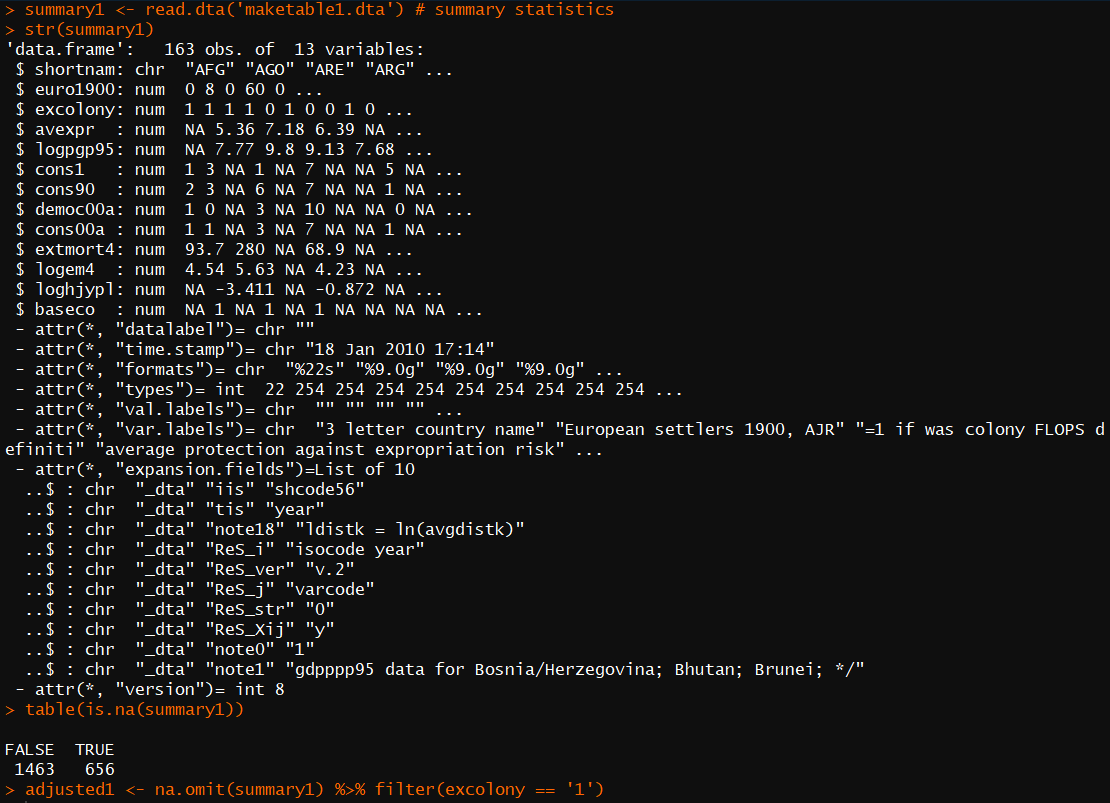 > summary1 <- read.dta('maketable1.dta') # summary statistics
> str(summary1)
'data.frame':   163 obs. of  13 variables:
 $ shortnam: chr  "AFG" "AGO" "ARE" "ARG" ...
 $ euro1900: num  0 8 0 60 0 ...
 $ excolony: num  1 1 1 1 0 1 0 0 1 0 ...
 $ avexpr  : num  NA 5.36 7.18 6.39 NA ...
 $ logpgp95: num  NA 7.77 9.8 9.13 7.68 ...
 $ cons1   : num  1 3 NA 1 NA 7 NA NA 5 NA ...
 $ cons90  : num  2 3 NA 6 NA 7 NA NA 1 NA ...
 $ democ00a: num  1 0 NA 3 NA 10 NA NA 0 NA ...
 $ cons00a : num  1 1 NA 3 NA 7 NA NA 1 NA ...
 $ extmort4: num  93.7 280 NA 68.9 NA ...
 $ logem4  : num  4.54 5.63 NA 4.23 NA ...
 $ loghjypl: num  NA -3.411 NA -0.872 NA ...
 $ baseco  : num  NA 1 NA 1 NA 1 NA NA NA NA ...
 - attr(*, "datalabel")= chr ""
 - attr(*, "time.stamp")= chr "18 Jan 2010 17:14"
 - attr(*, "formats")= chr  "%22s" "%9.0g" "%9.0g" "%9.0g" ...
 - attr(*, "types")= int  22 254 254 254 254 254 254 254 254 254 ...
 - attr(*, "val.labels")= chr  "" "" "" "" ...
 - attr(*, "var.labels")= chr  "3 letter country name" "European settlers 1900, AJR" "=1 if was colony FLOPS d
efiniti" "average protection against expropriation risk" ...
 - attr(*, "expansion.fields")=List of 10
  ..$ : chr  "_dta" "iis" "shcode56"
  ..$ : chr  "_dta" "tis" "year"
  ..$ : chr  "_dta" "note18" "ldistk = ln(avgdistk)"
  ..$ : chr  "_dta" "ReS_i" "isocode year"
  ..$ : chr  "_dta" "ReS_ver" "v.2"
  ..$ : chr  "_dta" "ReS_j" "varcode"
  ..$ : chr  "_dta" "ReS_str" "0"
  ..$ : chr  "_dta" "ReS_Xij" "y"
  ..$ : chr  "_dta" "note0" "1"
  ..$ : chr  "_dta" "note1" "gdpppp95 data for Bosnia/Herzegovina; Bhutan; Brunei; */"
 - attr(*, "version")= int 8
> table(is.na(summary1))
FALSE  TRUE
 1463   656
> adjusted1 <- na.omit(summary1) %>% filter(excolony == '1')